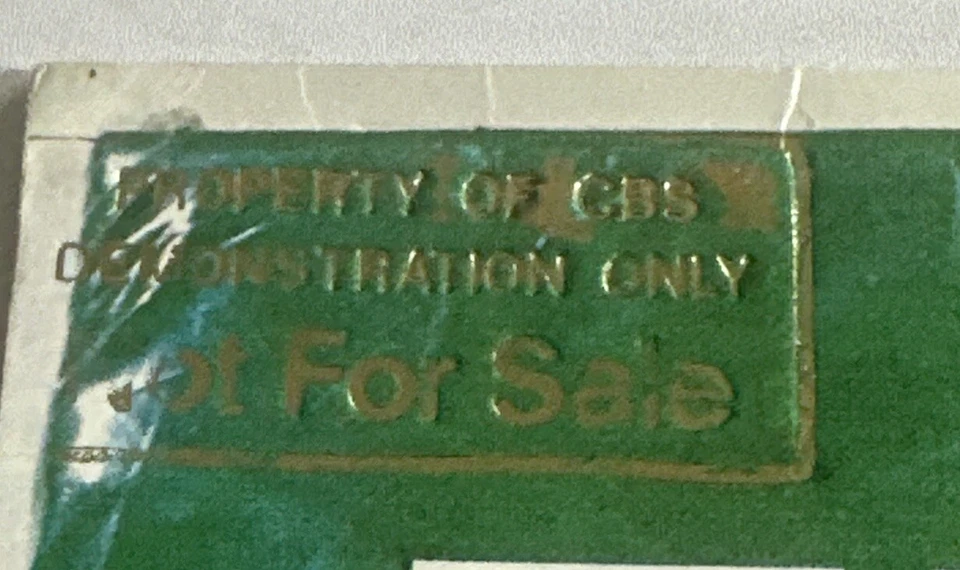 PROPERTY OF CBS
DEMONSTRATION ONLY
Not For Sale